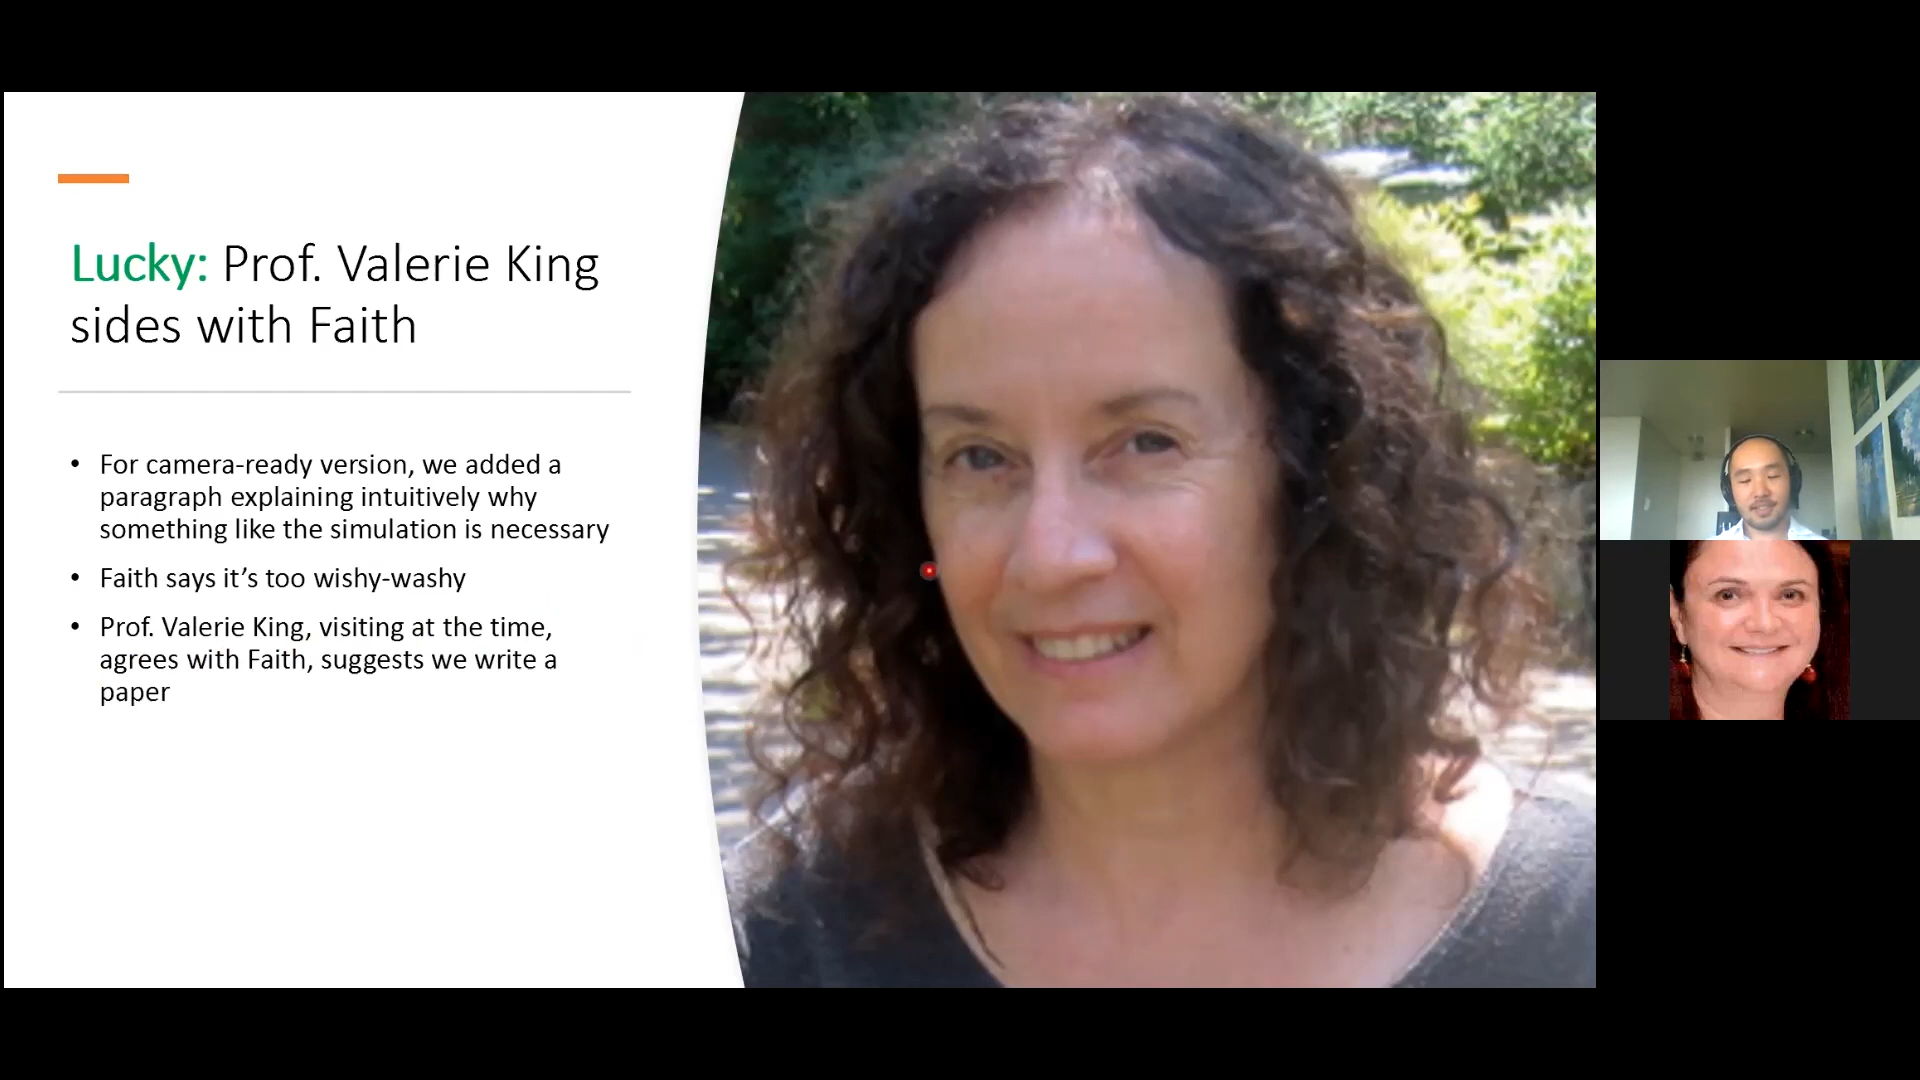 Lucky: Prof. Valerie King
sides with Faith
• For camera-ready version, we added a
paragraph explaining intuitively why
something like the simulation is necessary
• Faith says it’s too wishy-washy
• Prof. Valerie King, visiting at the time,
agrees with Faith, suggests we write a
paper